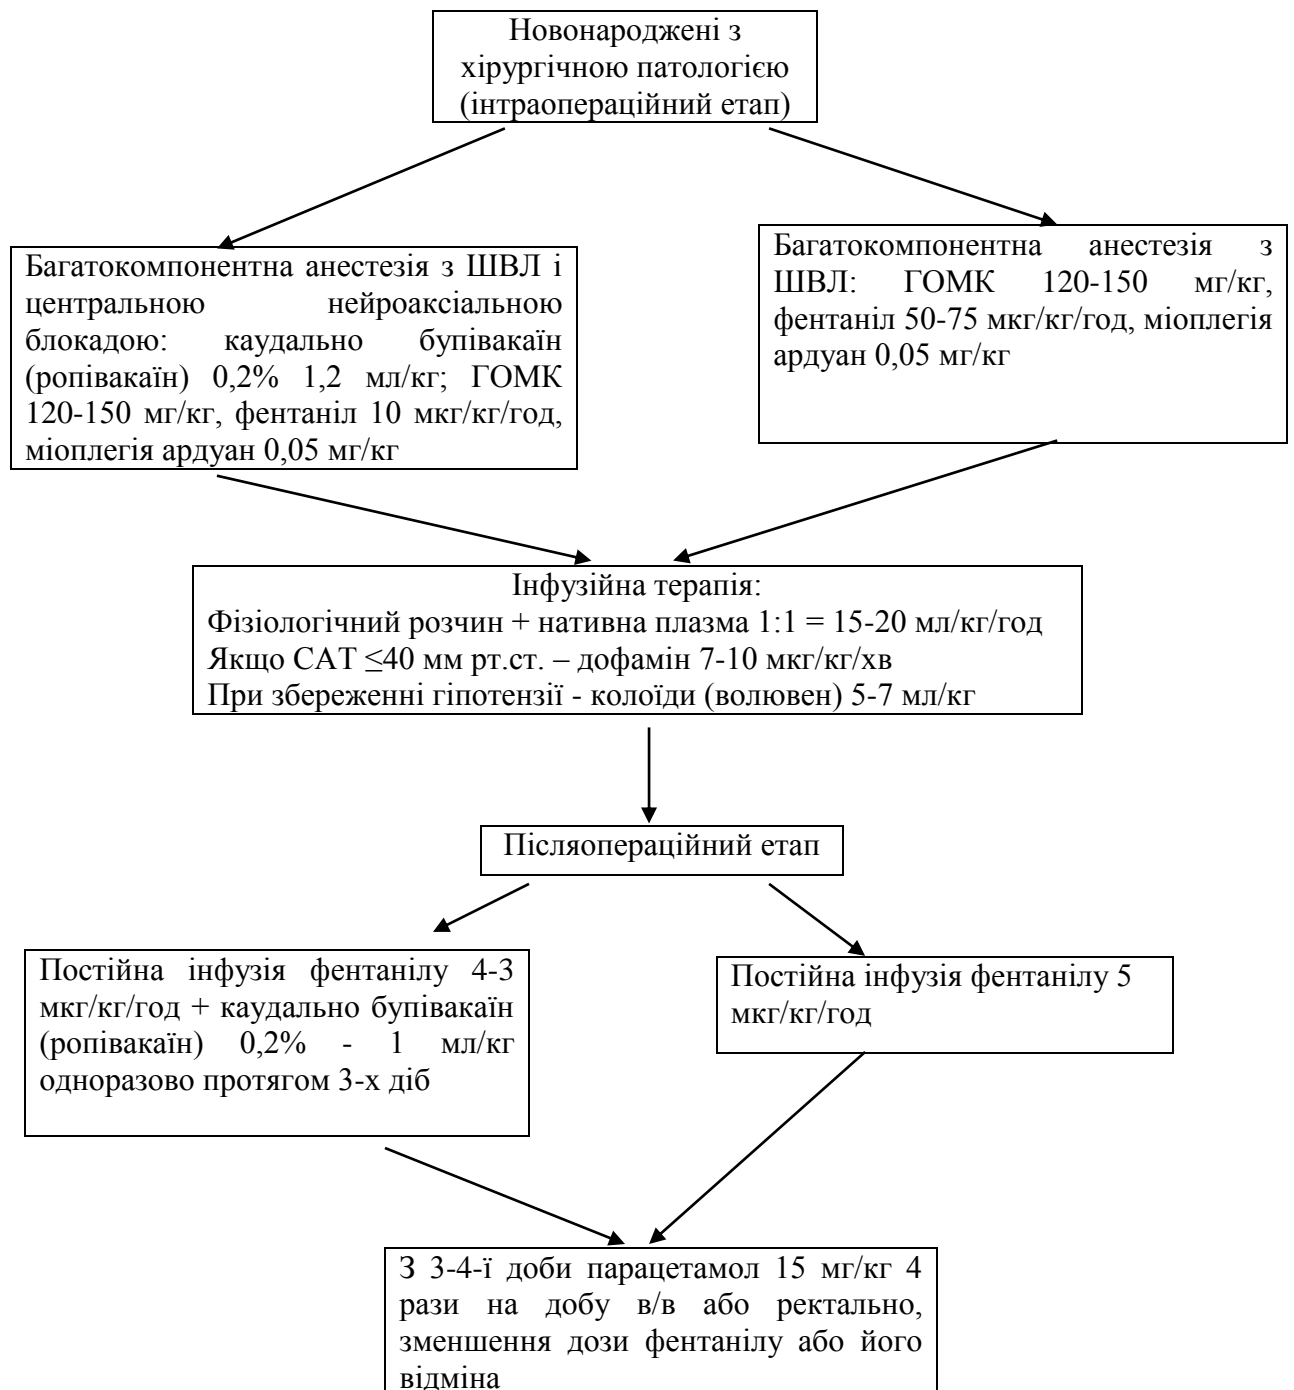 Новонароджені з
хірургічною патологією
(інтраопераційний етап)
Багатокомпонентна анестезія з ШВЛ і
центральною нейроаксіальною
блокадою: каудально бупівакаїн
(ропівакаїн) 0,2% 1,2 мл/кг; ГОМК
120-150 мг/кг, фентаніл 10 мкг/кг/год,
міоплегія ардуан 0,05 мг/кг
Багатокомпонентна анестезія з
ШВЛ: ГОМК 120-150 мг/кг,
фентаніл 50-75 мкг/кг/год, міоплегія
ардуан 0,05 мг/кг
Інфузійна терапія:
Фізіологічний розчин + нативна плазма 1:1 = 15-20 мл/кг/год
Якщо САТ ≤40 мм рт.ст. – дофамін 7-10 мкг/кг/хв
При збереженні гіпотензії - колоїди (волювен) 5-7 мл/кг
Післяопераційний етап
Постійна інфузія фентанілу 4-3
мкг/кг/год + каудально бупівакаїн
(ропівакаїн) 0,2% - 1 мл/кг
одноразово протягом 3-х діб
Постійна інфузія фентанілу 5
мкг/кг/год
З 3-4-ї доби парацетамол 15 мг/кг 4
рази на добу в/в або ректально,
зменшення дози фентанілу або його
відміна